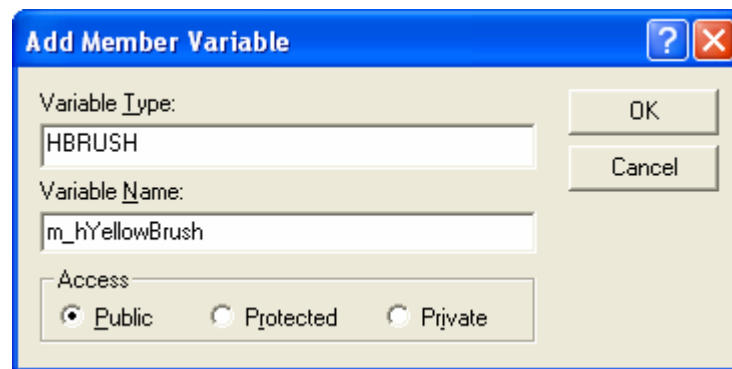 Add Member Variable
Variable Type:
HBRUSH
Variable Name:
m_hYellowBrush
Access
Public Protected Private
OK
Cancel